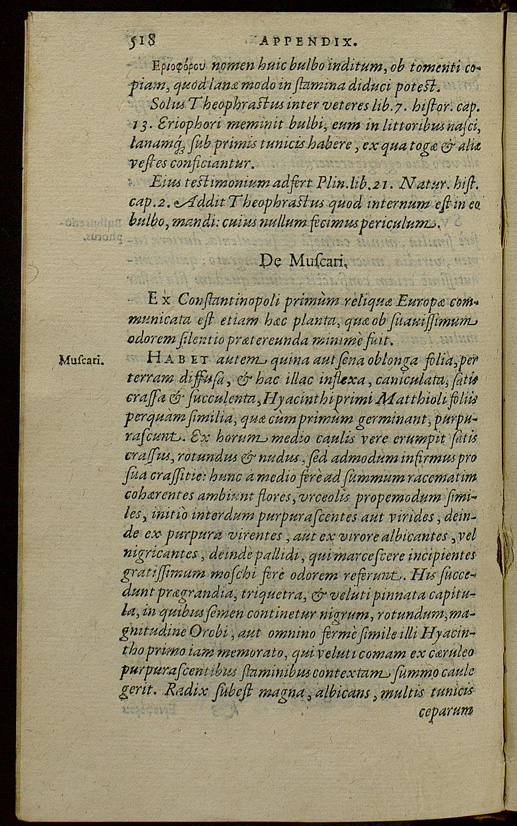 518 APPENDIX.
Εριοφόρου nomen huic bulbo inditum, ob tomenti co-
piam, quod lanæ modo in ſtamina diduci poteſt.
Solus Theophraſtus inter veteres lib. 7. hiſtor. cap.
13. Eriophori meminit bulbi, eum in littoribus naſci,
lanamq́; ſub primis tunicis habere, ex qua togæ & aliæ
veſtes conficiantur.
Eius teſtimonium adfert Plin. lib. 21. Natur. hiſt.
cap. 2. Addit Theophraſtus quod internum eſt in eo
bulbo, mandi: cuius nullum fecimus periculum.
De Muſcari.
Ex Conſtantinopoli primùm reliquæ Europæ com-
municata eſt etiam hæc planta, quæ ob ſuauiſſimum
odorem ſilentio prætereunda minimè fuit.
Muſcari.
HABET autem quina aut ſena oblonga folia, per
terram diffuſa, & hac illac inflexa, caniculata, ſatis
craſſa & ſucculenta, Hyacinthi primi Matthioli foliis
perquàm ſimilia, quæ cùm primùm germinant, purpu-
raſcunt. Ex horum medio caulis vere erumpit ſatis
craſſus, rotundus & nudus, ſed admodum infirmus pro
ſua craſſitie: hunc a medio ferè ad ſummum racematim
cohærentes ambiunt flores, vrceolis propemodum ſimi-
les, initiò interdum purpuraſcentes aut virides, dein-
de ex purpura virentes, aut ex virore albicantes, vel
nigricantes, deinde pallidi, qui marceſcere incipientes
gratiſſimum moſchi ferè odorem referunt. His ſucce-
dunt prægrandia, triquetra, & veluti pinnata capitu-
la, in quibus ſemen continetur nigrum, rotundum, ma-
gnitudine Orobi, aut omnino fermè ſimile illi Hyacin-
tho primo iam memorato, qui veluti comam ex cæruleo
purpuraſcentibus ſtaminibus contextam ſummo caule
gerit. Radix ſubeſt magna, albicans, multis tunicis
ceparum